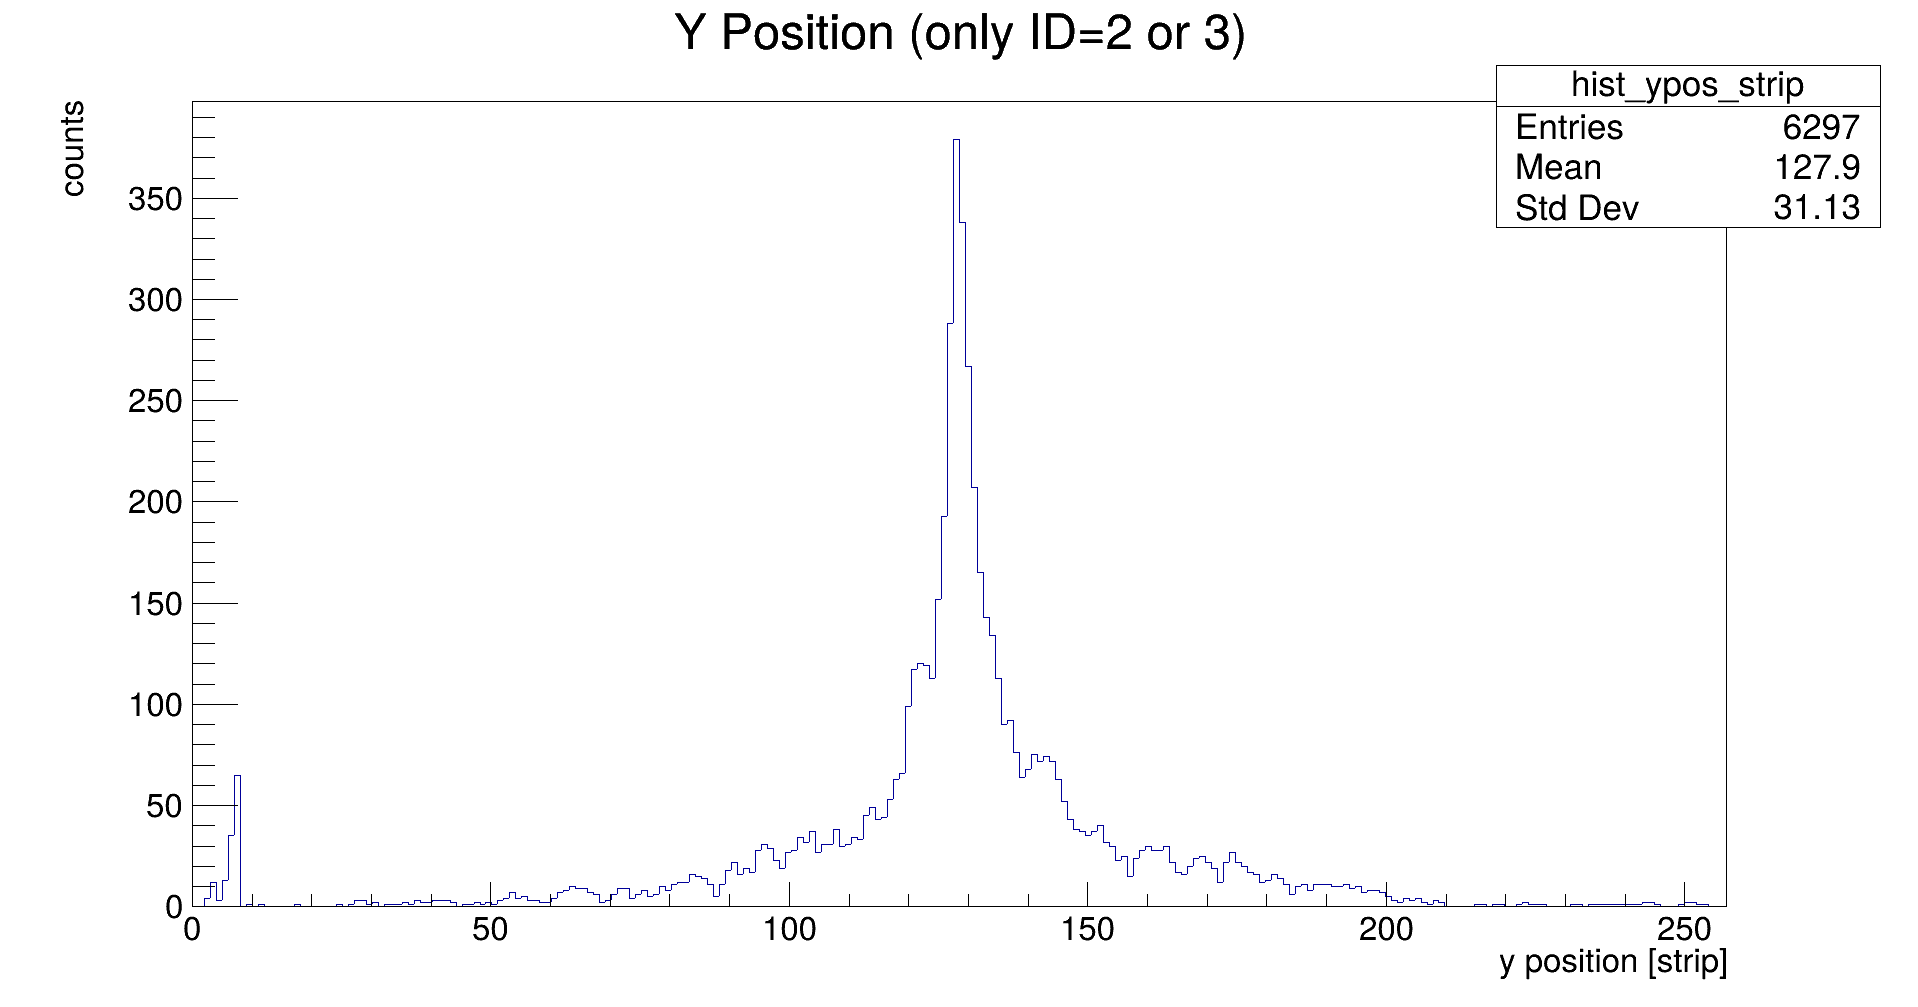 Y Position (only ID=2 or 3)
hist_ypos_strip
Entries 6297
Mean 127.9
Std Dev 31.13
counts
350
300
250
200
150
100
50
0
0 50 100 150 200 250
y position [strip]